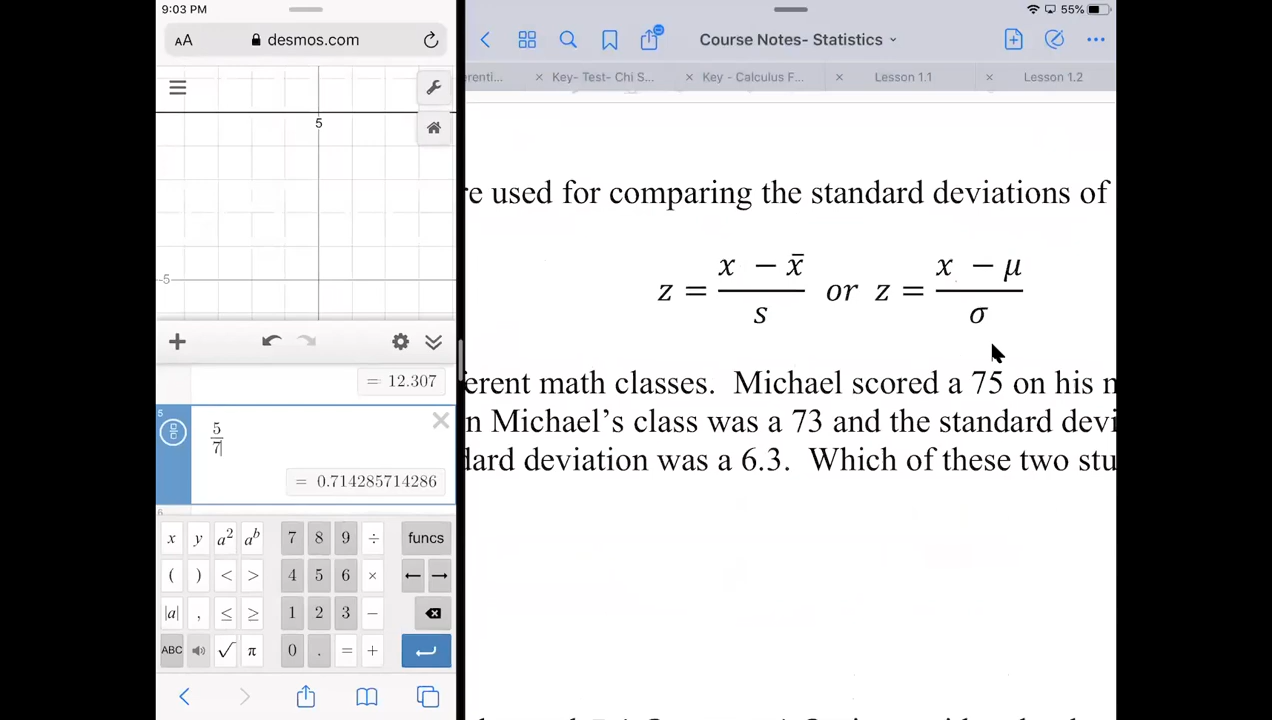 9:03 PM
55%
AA desmos.com
Course Notes- Statistics
erenti...
Key- Test- Chi S...
Key - Calculus F...
Lesson 1.1
Lesson 1.2
5
-5
= 12.307
5
5/7
= 0.714285714286
x y a² aᵇ 7 8 9 ÷ funcs
( ) < > 4 5 6 × ← →
|a| , ≤ ≥ 1 2 3 −
ABC √ π 0 . = +
re used for comparing the standard deviations of
z = (x − x̄)/s or z = (x − μ)/σ
erent math classes. Michael scored a 75 on his
n Michael's class was a 73 and the standard devi
dard deviation was a 6.3. Which of these two stu